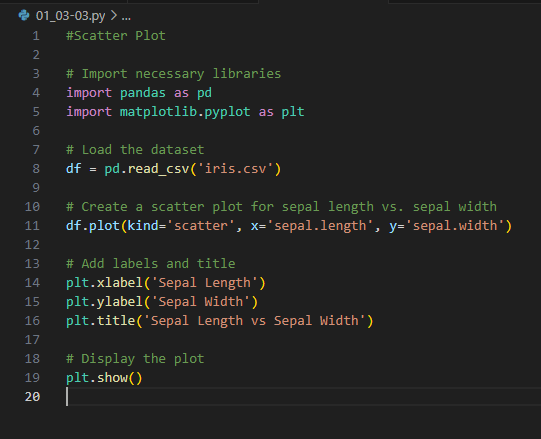 01_03-03.py > ...
1 #Scatter Plot
2
3 # Import necessary libraries
4 import pandas as pd
5 import matplotlib.pyplot as plt
6
7 # Load the dataset
8 df = pd.read_csv('iris.csv')
9
10 # Create a scatter plot for sepal length vs. sepal width
11 df.plot(kind='scatter', x='sepal.length', y='sepal.width')
12
13 # Add labels and title
14 plt.xlabel('Sepal Length')
15 plt.ylabel('Sepal Width')
16 plt.title('Sepal Length vs Sepal Width')
17
18 # Display the plot
19 plt.show()
20